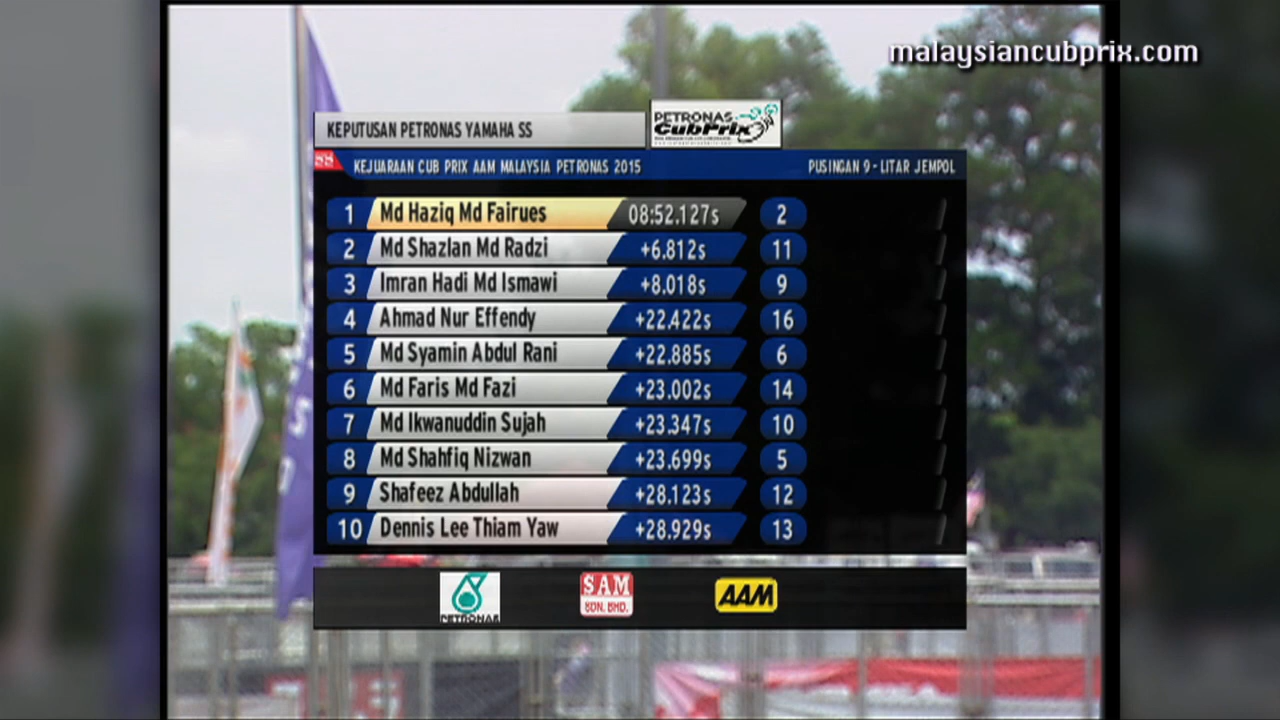 malaysiancubprix.com
KEPUTUSAN PETRONAS YAMAHA SS
PETRONAS
CubPrix
SS
KEJUARAAN CUB PRIX AAM MALAYSIA PETRONAS 2015 PUSINGAN 9 - LITAR JEMPOL
1 Md Haziq Md Fairues 08:52.127s 2
2 Md Shazlan Md Radzi +6.812s 11
3 Imran Hadi Md Ismawi +8.018s 9
4 Ahmad Nur Effendy +22.422s 16
5 Md Syamin Abdul Rani +22.885s 6
6 Md Faris Md Fazi +23.002s 14
7 Md Ikwanuddin Sujah +23.347s 10
8 Md Shahfiq Nizwan +23.699s 5
9 Shafeez Abdullah +28.123s 12
10 Dennis Lee Thiam Yaw +28.929s 13
PETRONAS
SAM
SDN. BHD.
AAM